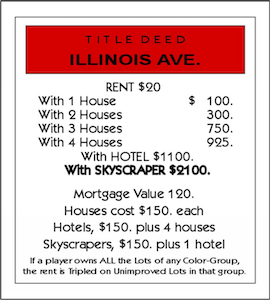 TITLE DEED
ILLINOIS AVE.
RENT $20
With 1 House $ 100.
With 2 Houses 300.
With 3 Houses 750.
With 4 Houses 925.
With HOTEL $1100.
With SKYSCRAPER $2100.
Mortgage Value 120.
Houses cost $150. each
Hotels, $150. plus 4 houses
Skyscrapers, $150. plus 1 hotel
If a player owns ALL the Lots of any Color-Group,
the rent is Tripled on Unimproved Lots in that group.